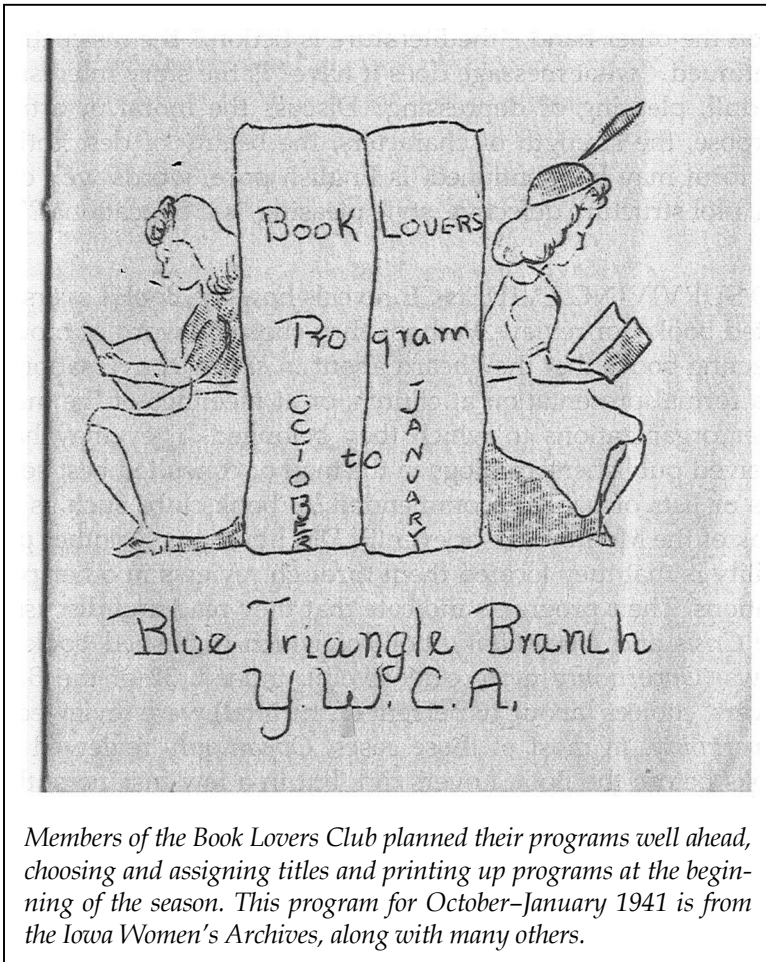 BOOK LOVERS
Program
OCTOBER
to
JANUARY
Blue Triangle Branch
Y.W.C.A.
Members of the Book Lovers Club planned their programs well ahead,
choosing and assigning titles and printing up programs at the begin-
ning of the season. This program for October–January 1941 is from
the Iowa Women's Archives, along with many others.